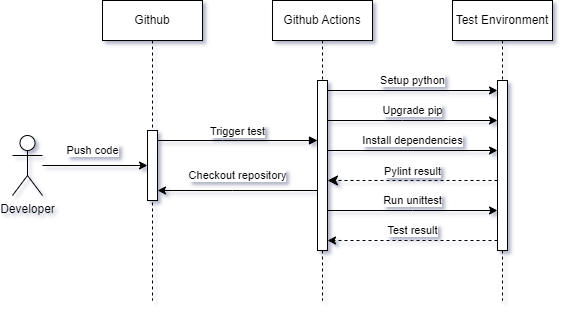 Github
Github Actions
Test Environment
Setup python
Upgrade pip
Trigger test
Install dependencies
Push code
Pylint result
Checkout repository
Run unittest
Developer
Test result